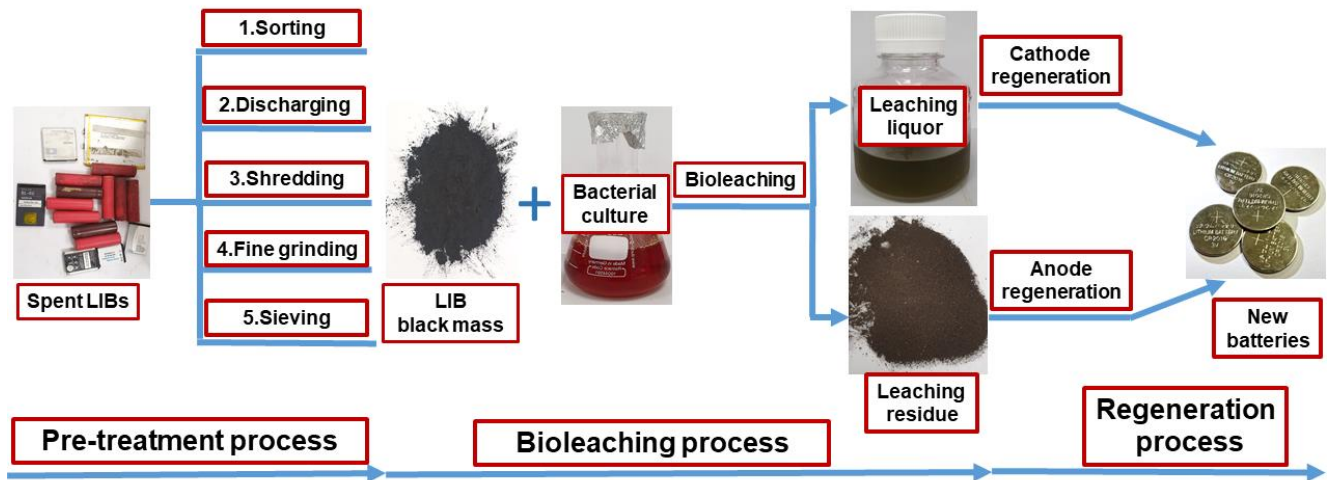 1.Sorting
2.Discharging
3.Shredding
4.Fine grinding
5.Sieving
Spent LIBs
LIB
black mass
Bacterial
culture
Bioleaching
Leaching
liquor
Leaching
residue
Cathode
regeneration
Anode
regeneration
New
batteries
Pre-treatment process
Bioleaching process
Regeneration
process